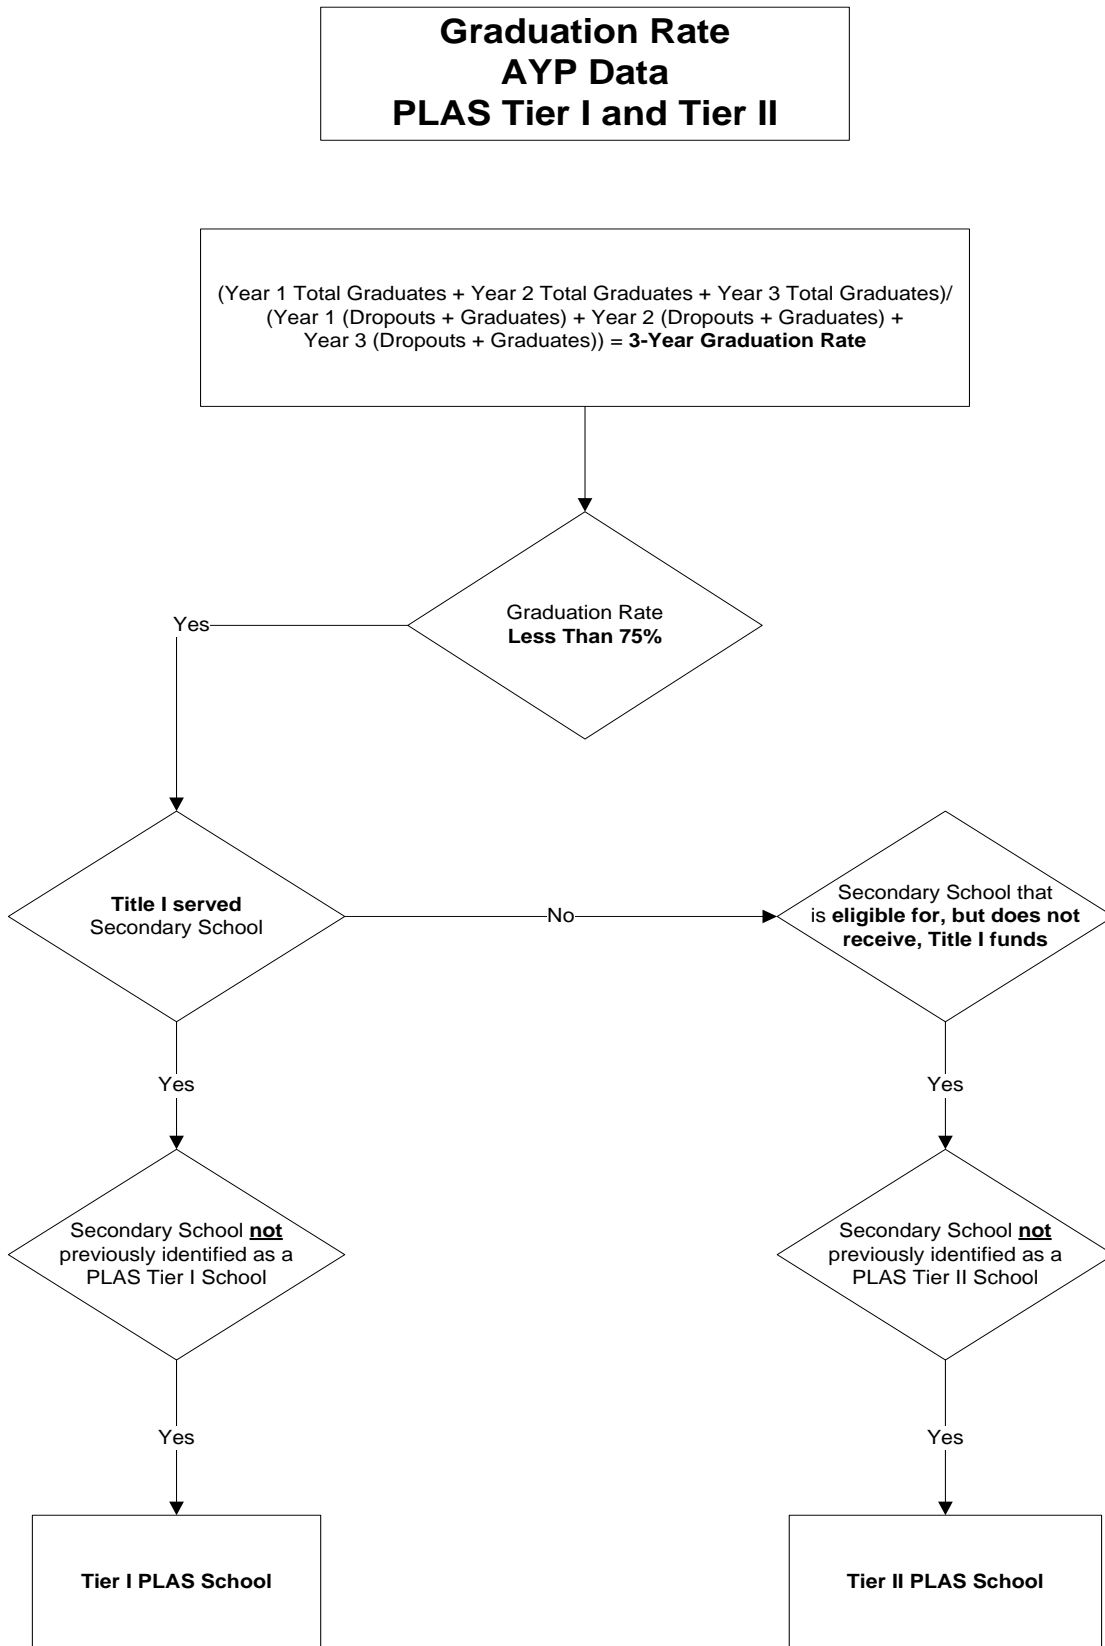 Graduation Rate
AYP Data
PLAS Tier I and Tier II
(Year 1 Total Graduates + Year 2 Total Graduates + Year 3 Total Graduates)/
(Year 1 (Dropouts + Graduates) + Year 2 (Dropouts + Graduates) +
Year 3 (Dropouts + Graduates)) = 3-Year Graduation Rate
Graduation Rate
Less Than 75%
Yes
Title I served
Secondary School
No
Secondary School that
is eligible for, but does not
receive, Title I funds
Yes
Yes
Secondary School not
previously identified as a
PLAS Tier I School
Secondary School not
previously identified as a
PLAS Tier II School
Yes
Yes
Tier I PLAS School
Tier II PLAS School